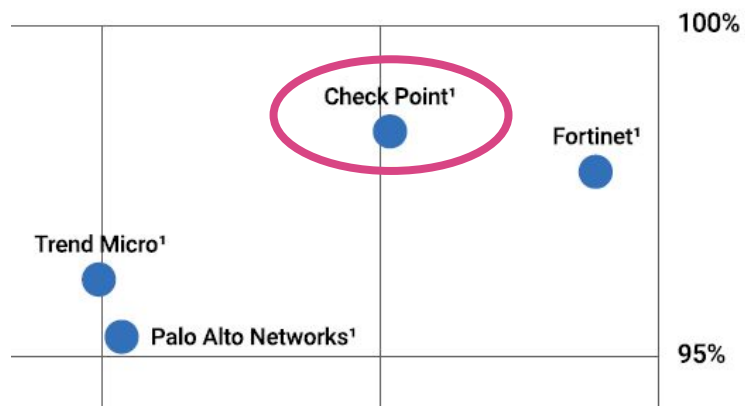 100%
Check Point¹
Fortinet¹
Trend Micro¹
Palo Alto Networks¹
95%